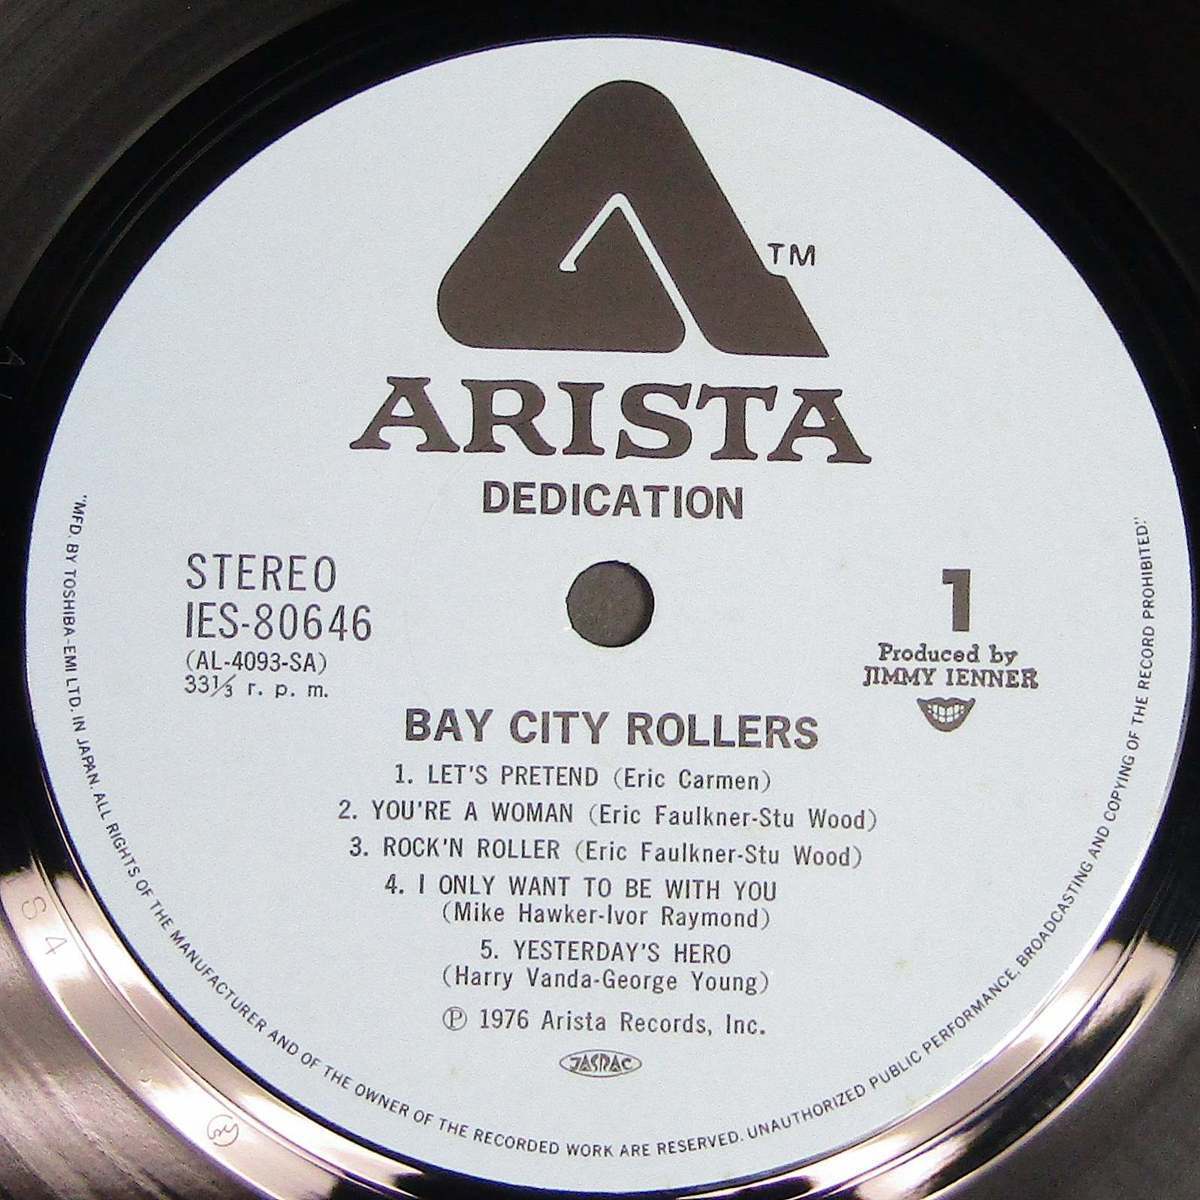 TM
ARISTA
DEDICATION
STEREO
IES-80646
(AL-4093-SA)
33⅓ r. p. m.
1
Produced by
JIMMY IENNER
BAY CITY ROLLERS
1. LET'S PRETEND (Eric Carmen)
2. YOU'RE A WOMAN (Eric Faulkner-Stu Wood)
3. ROCK'N ROLLER (Eric Faulkner-Stu Wood)
4. I ONLY WANT TO BE WITH YOU
(Mike Hawker-Ivor Raymond)
5. YESTERDAY'S HERO
(Harry Vanda-George Young)
℗ 1976 Arista Records, Inc.
JASRAC
"MFD. BY TOSHIBA-EMI LTD. IN JAPAN. ALL RIGHTS OF THE MANUFACTURER AND OF THE OWNER OF THE RECORDED WORK ARE RESERVED. UNAUTHORIZED PUBLIC PERFORMANCE, BROADCASTING AND COPYING OF THE RECORD PROHIBITED."
S 4